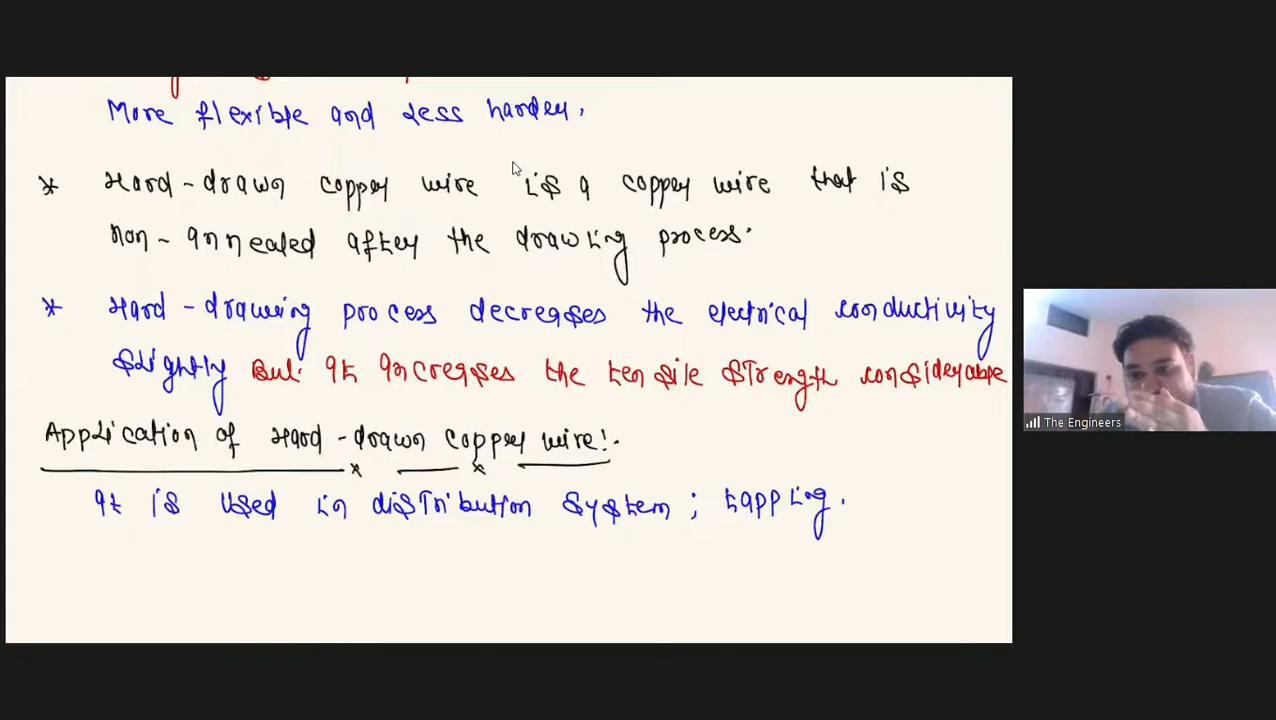 More flexible and less harder.
* Hard-drawn copper wire is a copper wire that is
non-annealed after the drawing process.
* Hard-drawing process decreases the electrical conductivity
slightly But it increases the tensile strength considerable
Application of Hard-drawn copper wire:-
It is used in distribution system; tapping.
The Engineers